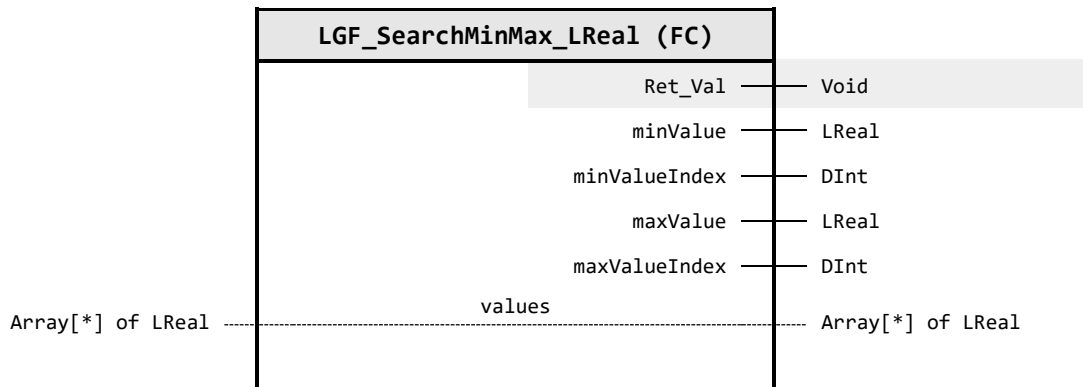 LGF_SearchMinMax_LReal (FC)
Ret_Val Void
minValue LReal
minValueIndex DInt
maxValue LReal
maxValueIndex DInt
values
Array[*] of LReal Array[*] of LReal